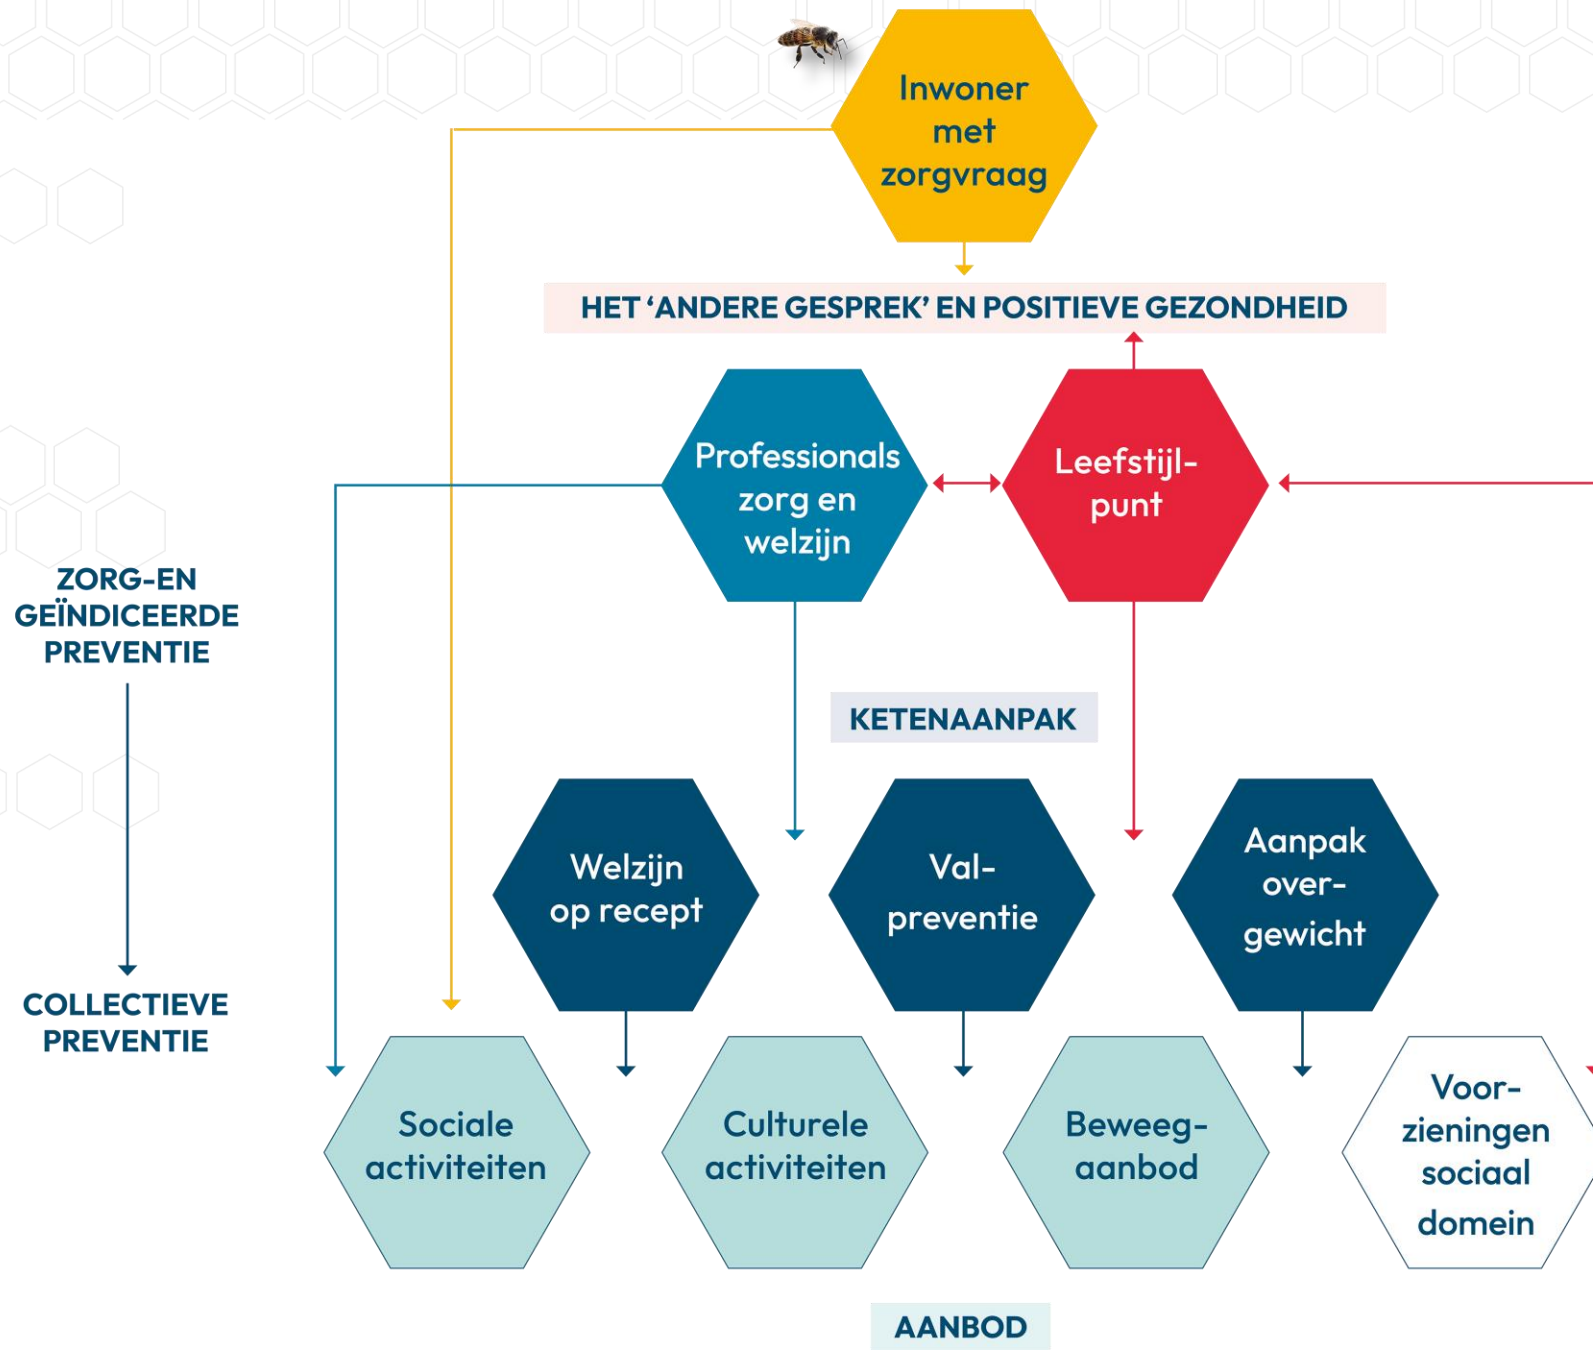 Inwoner
met
zorgvraag
HET ‘ANDERE GESPREK’ EN POSITIEVE GEZONDHEID
Professionals
zorg en
welzijn
Leefstijl-
punt
ZORG-EN
GEÏNDICEERDE
PREVENTIE
KETENAANPAK
Welzijn
op recept
Val-
preventie
Aanpak
over-
gewicht
COLLECTIEVE
PREVENTIE
Sociale
activiteiten
Culturele
activiteiten
Beweeg-
aanbod
Voor-
zieningen
sociaal
domein
AANBOD